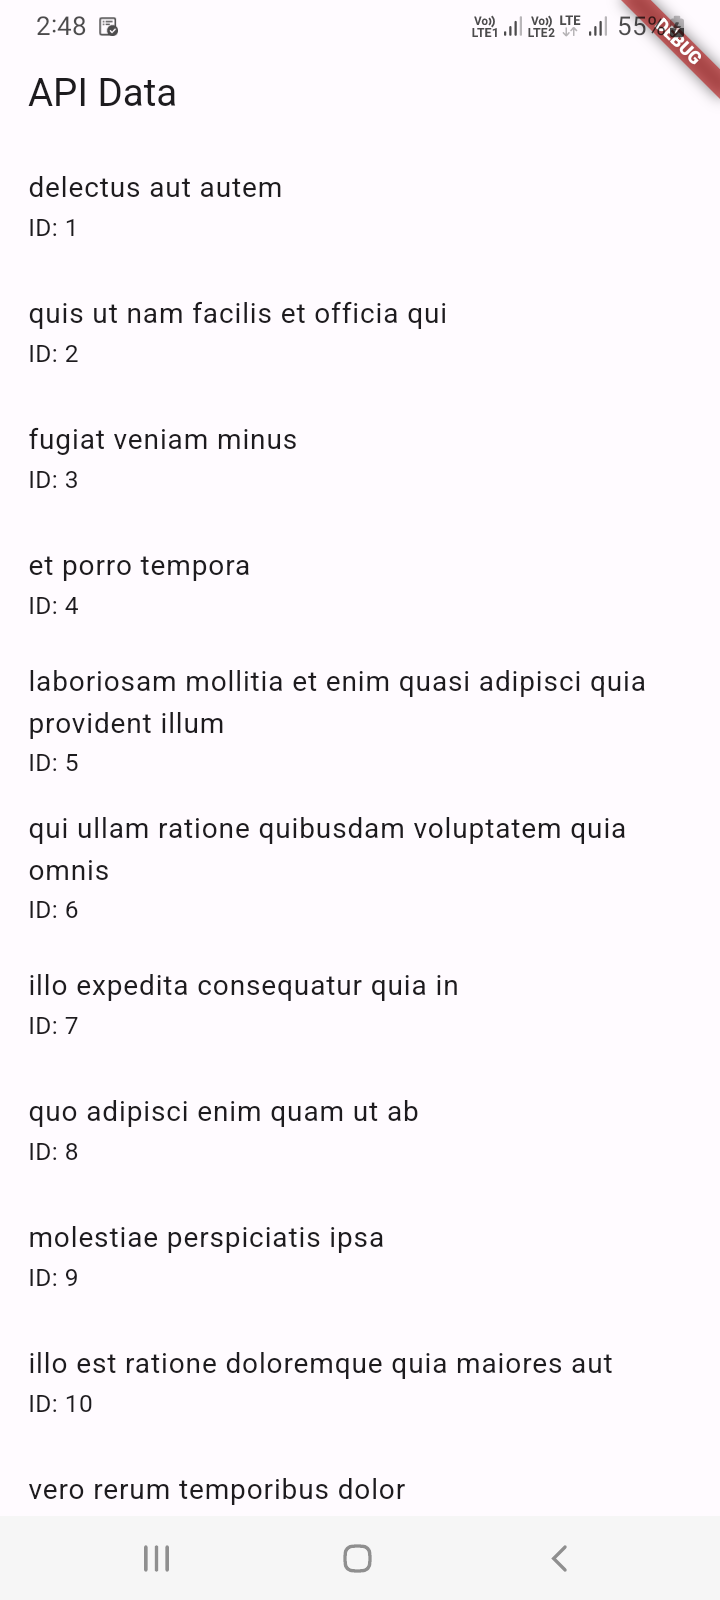 2:48
Vo)) LTE1 Vo)) LTE2 LTE 55%
DEBUG
API Data
delectus aut autem
ID: 1
quis ut nam facilis et officia qui
ID: 2
fugiat veniam minus
ID: 3
et porro tempora
ID: 4
laboriosam mollitia et enim quasi adipisci quia
provident illum
ID: 5
qui ullam ratione quibusdam voluptatem quia
omnis
ID: 6
illo expedita consequatur quia in
ID: 7
quo adipisci enim quam ut ab
ID: 8
molestiae perspiciatis ipsa
ID: 9
illo est ratione doloremque quia maiores aut
ID: 10
vero rerum temporibus dolor